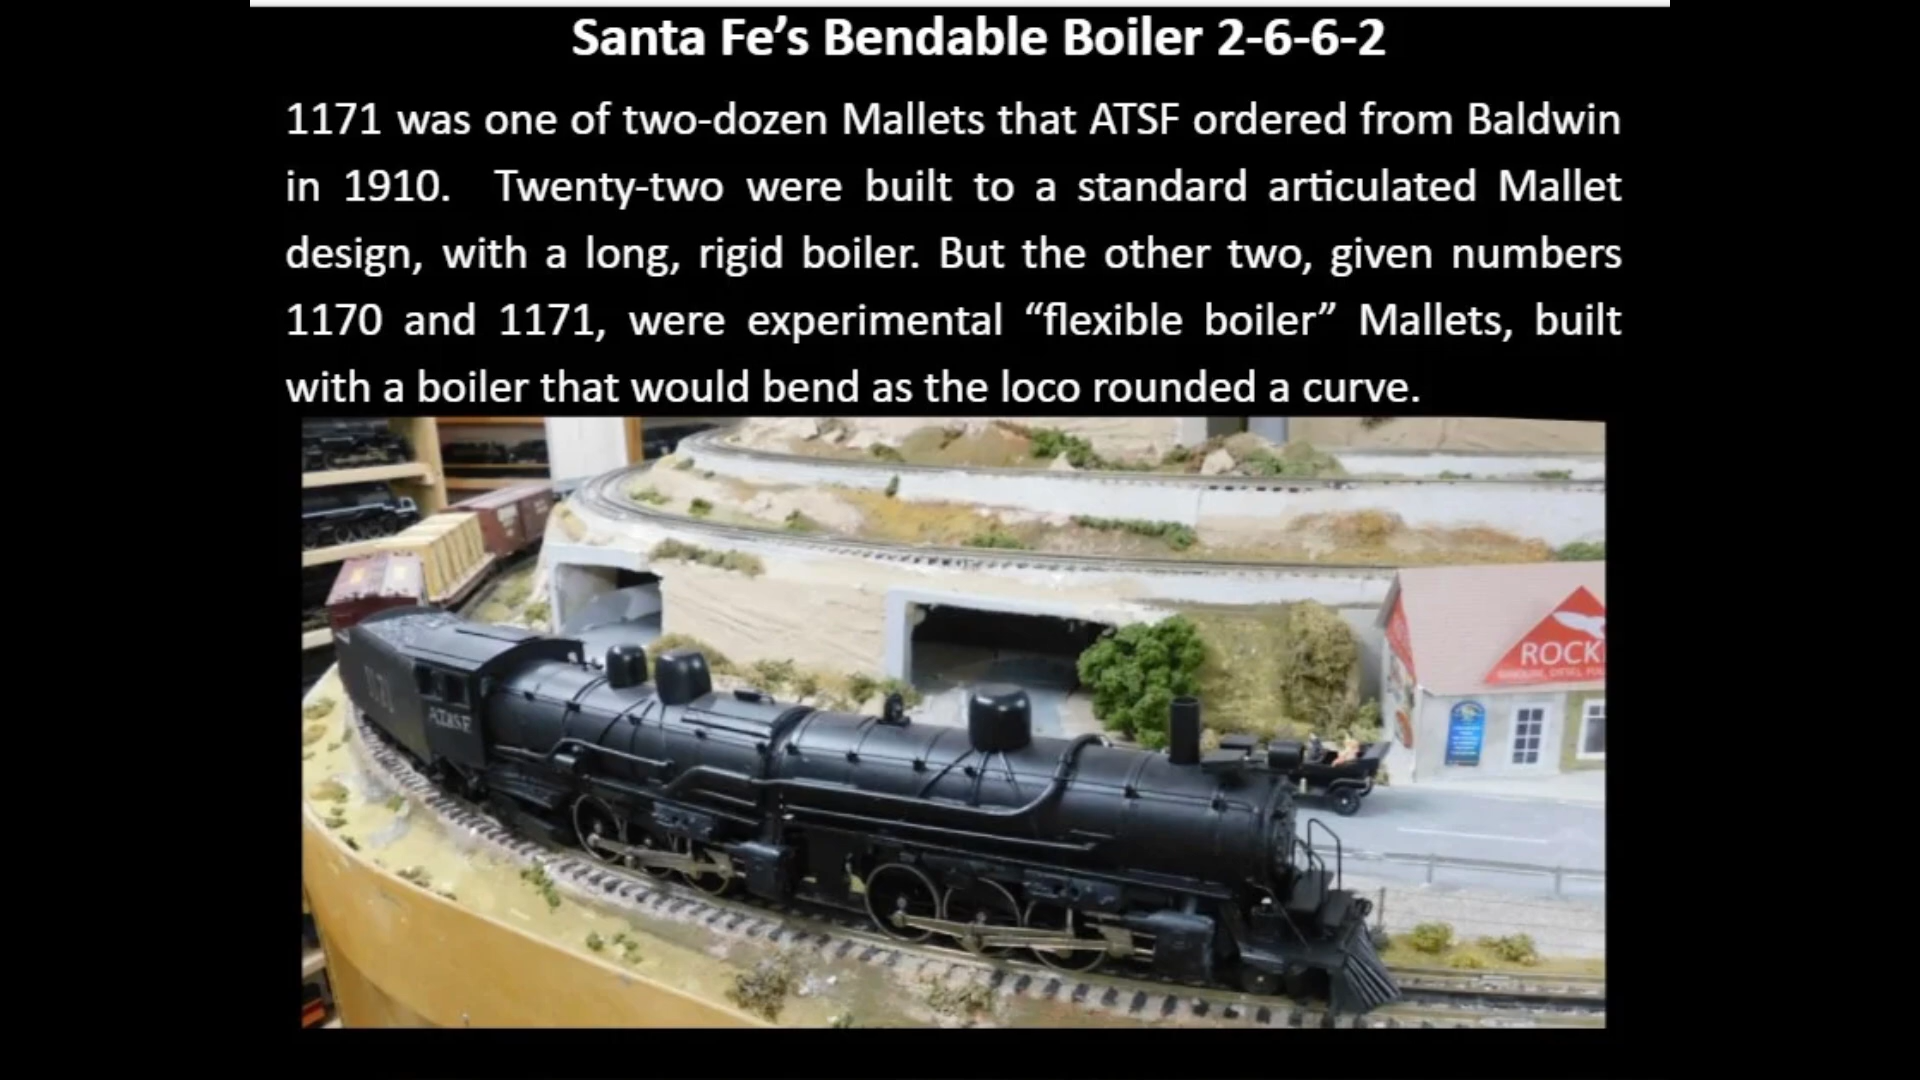 Santa Fe’s Bendable Boiler 2-6-6-2
1171 was one of two-dozen Mallets that ATSF ordered from Baldwin
in 1910.  Twenty-two were built to a standard articulated Mallet
design, with a long, rigid boiler. But the other two, given numbers
1170 and 1171, were experimental “flexible boiler” Mallets, built
with a boiler that would bend as the loco rounded a curve.
ROCK
1171
AT&SF